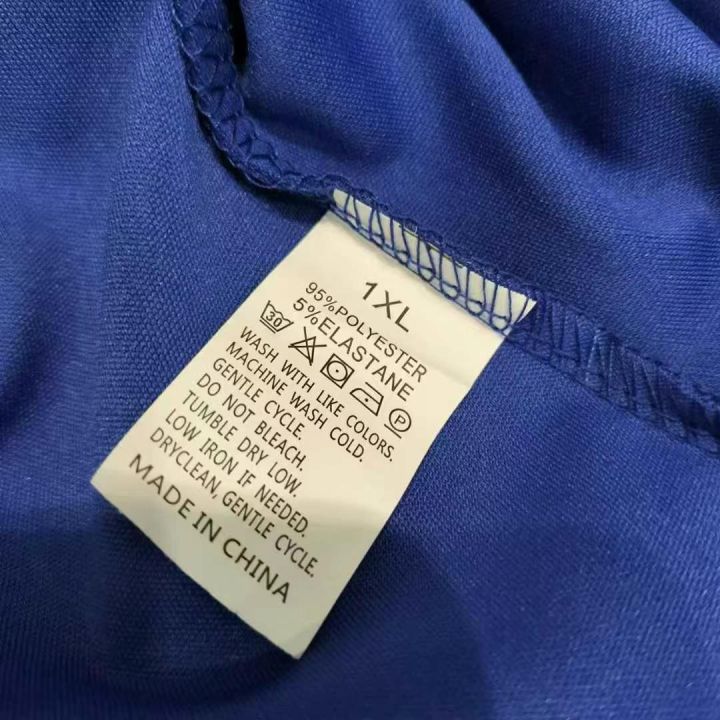 1XL
95%POLYESTER
5%ELASTANE
30 P
WASH WITH LIKE COLORS.
MACHINE WASH COLD.
GENTLE CYCLE.
DO NOT BLEACH.
TUMBLE DRY LOW.
LOW IRON IF NEEDED.
DRYCLEAN, GENTLE CYCLE.
MADE IN CHINA